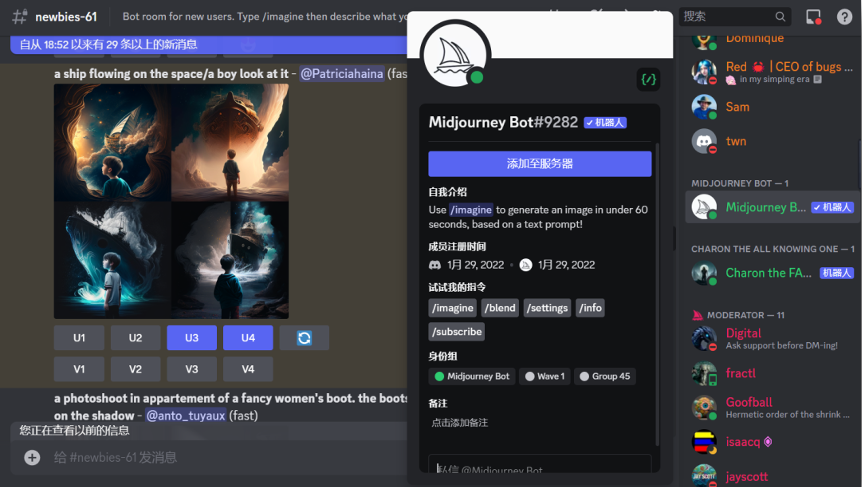 newbies-61
Bot room for new users. Type /imagine then describe what
自从 18:52 以来有 29 条以上的新消息
a ship flowing on the space/a boy look at it - @Patriciahaina (fas
U1 U2 U3 U4
V1 V2 V3 V4
a photoshoot in appartement of a fancy women's boot. the boots
on the shadow - @anto_tuyaux (fast)
您正在查看以前的信息
给 #newbies-61 发消息
Midjourney Bot#9282 机器人
添加至服务器
自我介绍
Use /imagine to generate an image in under 60
seconds, based on a text prompt!
成员注册时间
1月 29, 2022 • 1月 29, 2022
试试我的指令
/imagine /blend /settings /info
/subscribe
身份组
Midjourney Bot Wave 1 Group 45
备注
点击添加备注
私信 @Midjourney Bot
搜索
Dominique
Red | CEO of bugs ...
in my simping era
Sam
twn
MIDJOURNEY BOT — 1
Midjourney B... 机器人
CHARON THE ALL KNOWING ONE — 1
Charon the FA... 机器人
MODERATOR — 11
Digital
Ask support before DM-ing!
fractl
Goofball
Hermetic order of the shrink ...
isaacq
jayscott